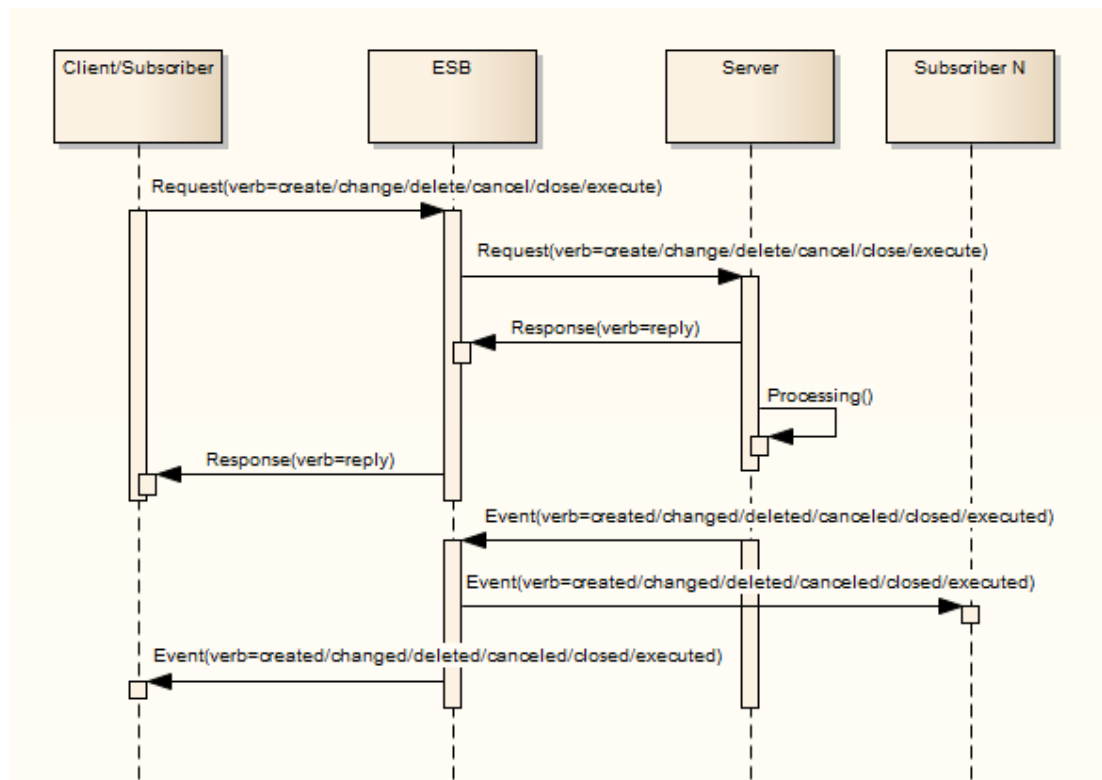 Client/Subscriber
ESB
Server
Subscriber N
Request(verb=create/change/delete/cancel/close/execute)
Request(verb=create/change/delete/cancel/close/execute)
Response(verb=reply)
Processing()
Response(verb=reply)
Event(verb=created/changed/deleted/canceled/closed/executed)
Event(verb=created/changed/deleted/canceled/closed/executed)
Event(verb=created/changed/deleted/canceled/closed/executed)